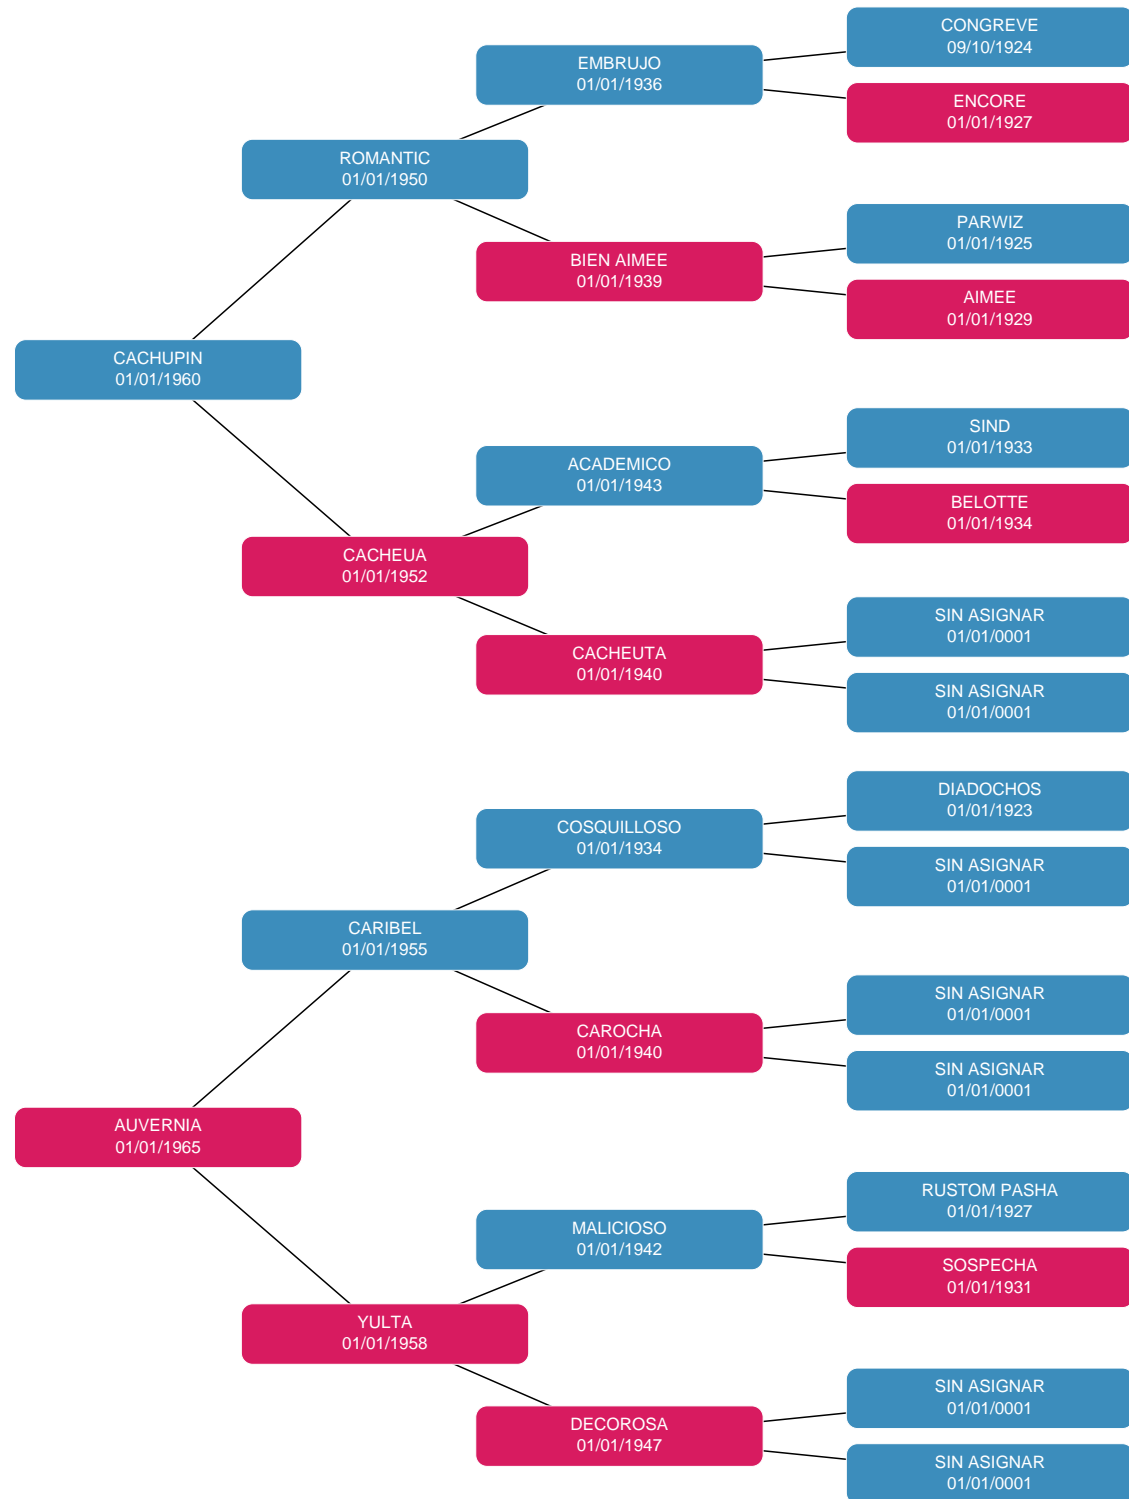 CONGREVE
09/10/1924
EMBRUJO
01/01/1936
ENCORE
01/01/1927
ROMANTIC
01/01/1950
PARWIZ
01/01/1925
BIEN AIMEE
01/01/1939
AIMEE
01/01/1929
CACHUPIN
01/01/1960
SIND
01/01/1933
ACADEMICO
01/01/1943
BELOTTE
01/01/1934
CACHEUA
01/01/1952
SIN ASIGNAR
01/01/0001
CACHEUTA
01/01/1940
SIN ASIGNAR
01/01/0001
DIADOCHOS
01/01/1923
COSQUILLOSO
01/01/1934
SIN ASIGNAR
01/01/0001
CARIBEL
01/01/1955
SIN ASIGNAR
01/01/0001
CAROCHA
01/01/1940
SIN ASIGNAR
01/01/0001
AUVERNIA
01/01/1965
RUSTOM PASHA
01/01/1927
MALICIOSO
01/01/1942
SOSPECHA
01/01/1931
YULTA
01/01/1958
SIN ASIGNAR
01/01/0001
DECOROSA
01/01/1947
SIN ASIGNAR
01/01/0001